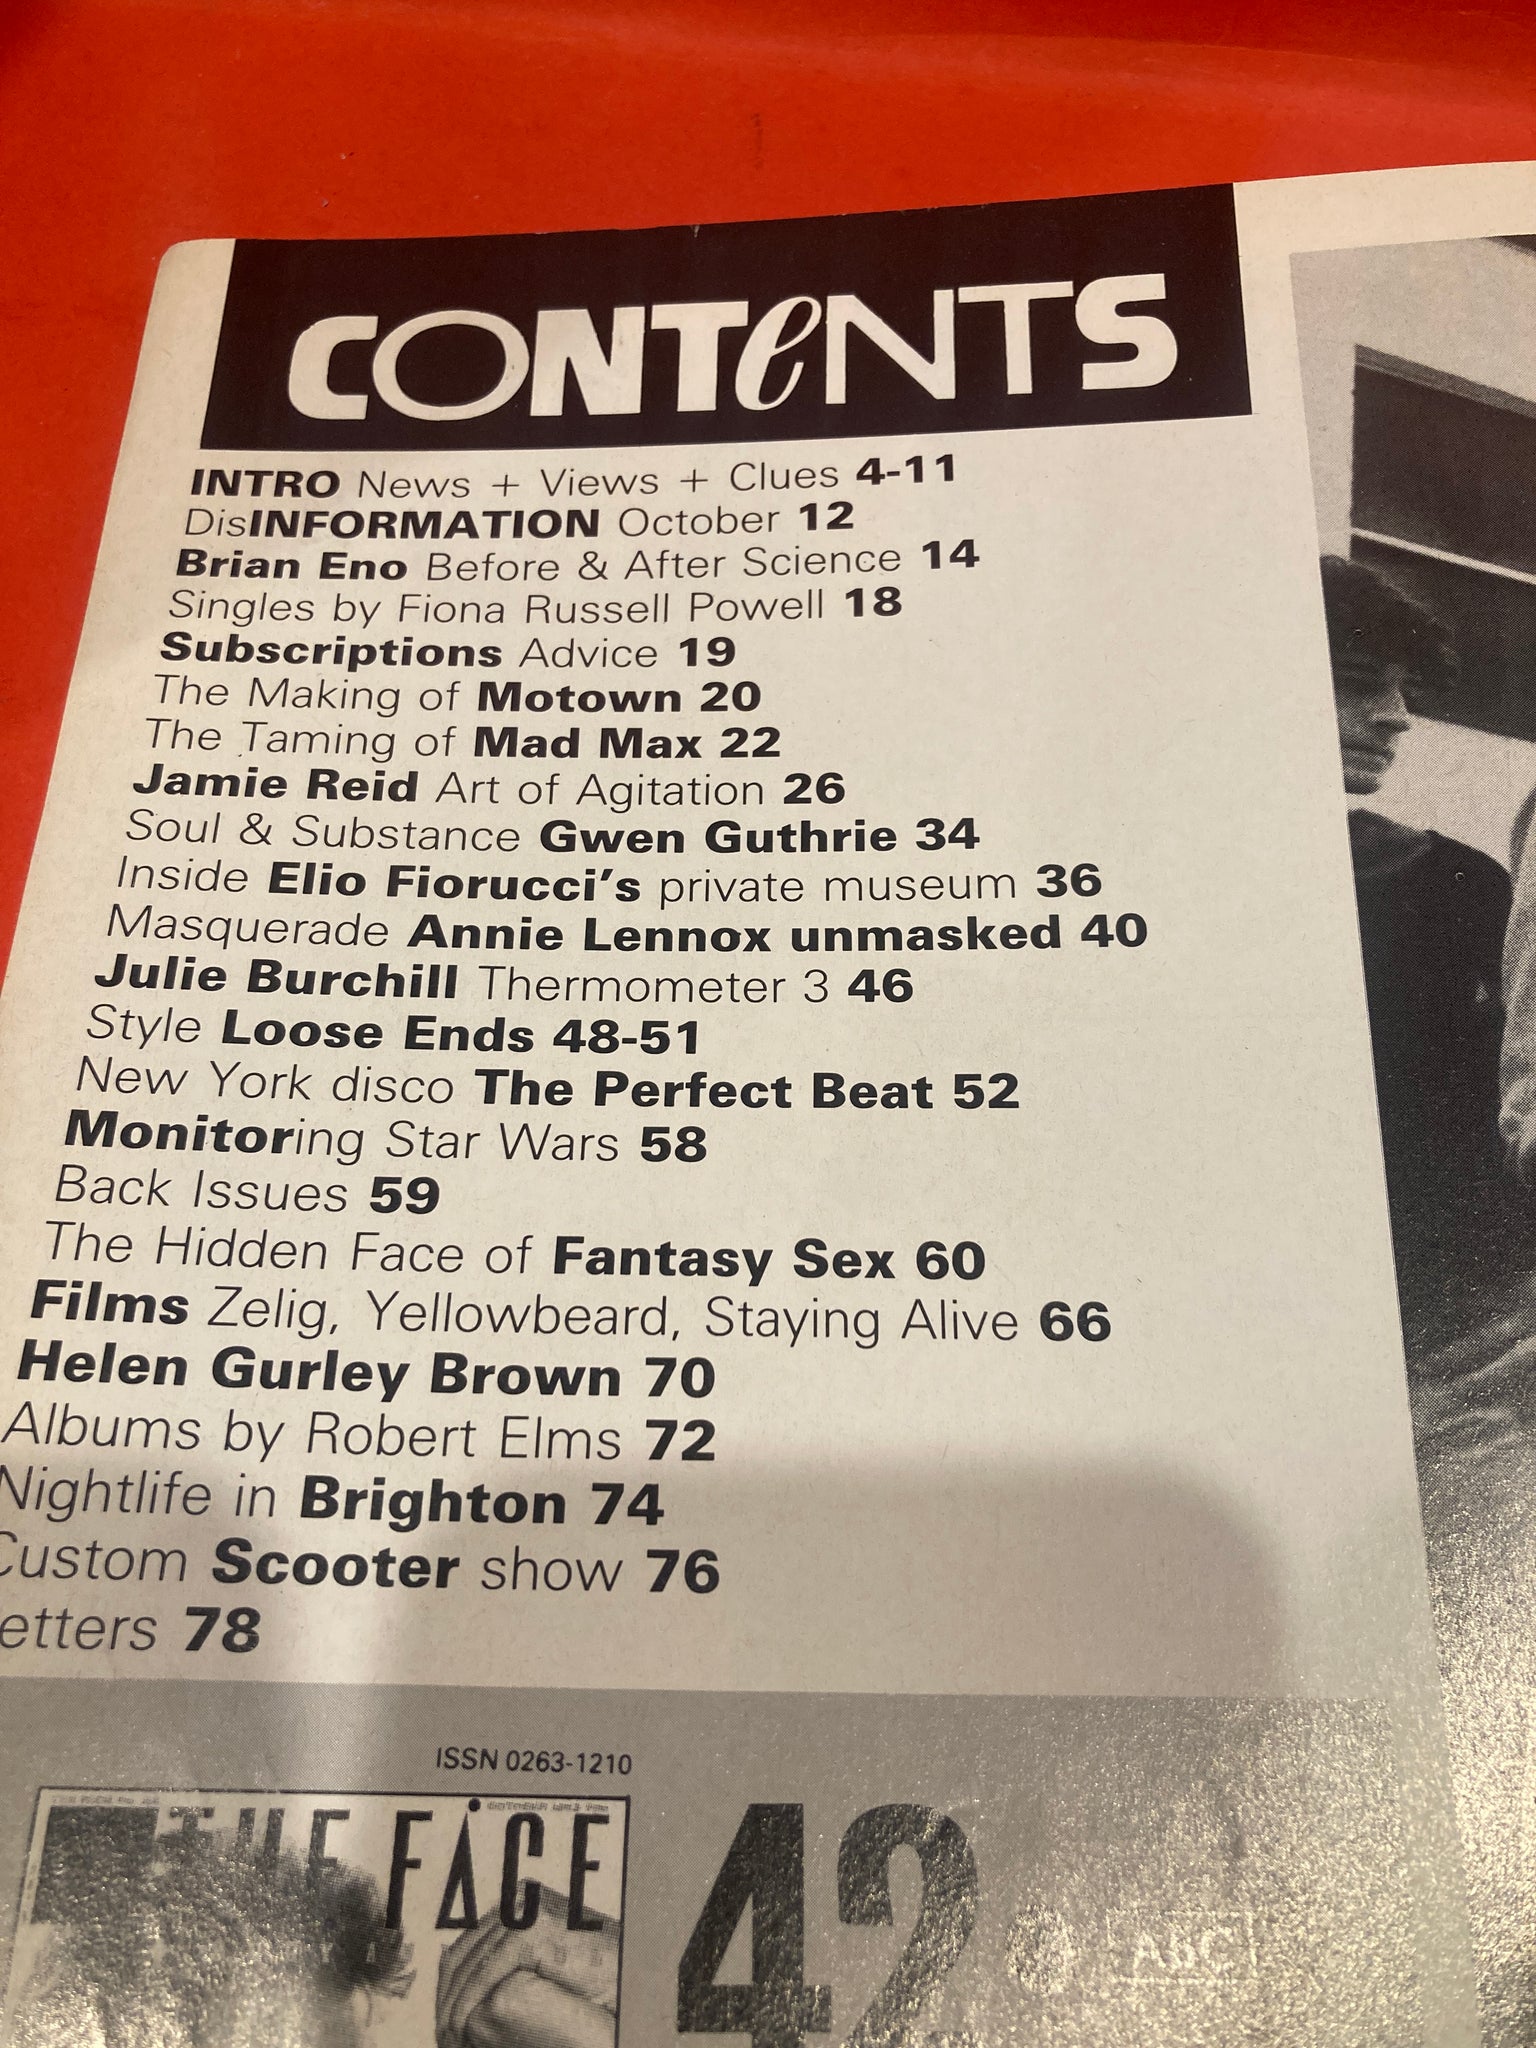 CONTeNTS
INTRO News + Views + Clues 4-11
DisINFORMATION October 12
Brian Eno Before & After Science 14
Singles by Fiona Russell Powell 18
Subscriptions Advice 19
The Making of Motown 20
The Taming of Mad Max 22
Jamie Reid Art of Agitation 26
Soul & Substance Gwen Guthrie 34
Inside Elio Fiorucci's private museum 36
Masquerade Annie Lennox unmasked 40
Julie Burchill Thermometer 3 46
Style Loose Ends 48-51
New York disco The Perfect Beat 52
Monitoring Star Wars 58
Back Issues 59
The Hidden Face of Fantasy Sex 60
Films Zelig, Yellowbeard, Staying Alive 66
Helen Gurley Brown 70
Albums by Robert Elms 72
Nightlife in Brighton 74
Custom Scooter show 76
etters 78
ISSN 0263-1210
THE FACE
42
ABC